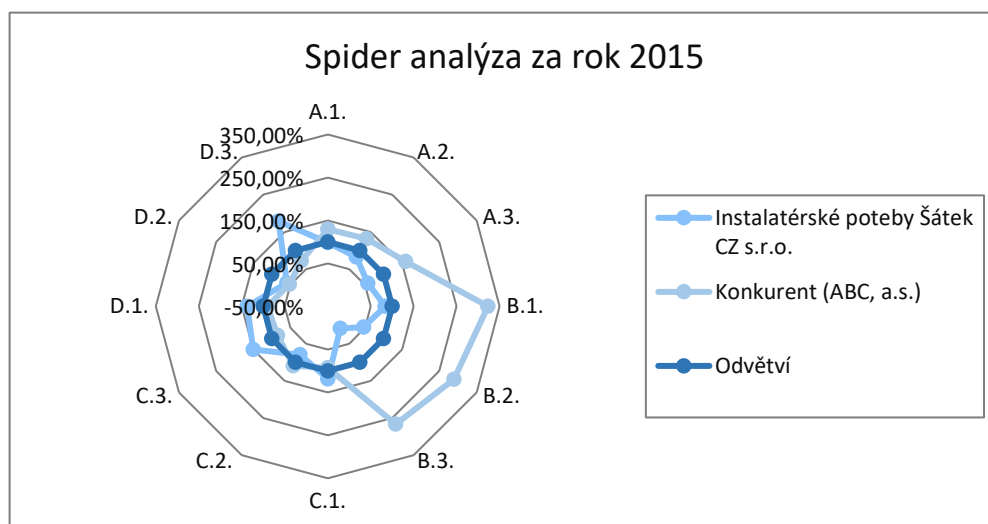 Spider analýza za rok 2015
A.1.
350,00%
D.3.
A.2.
250,00%
D.2.
150,00%
A.3.
50,00%
D.1.
-50,00%
B.1.
C.3.
B.2.
C.2.
B.3.
C.1.
Instalatérské poteby Šátek
CZ s.r.o.
Konkurent (ABC, a.s.)
Odvětví